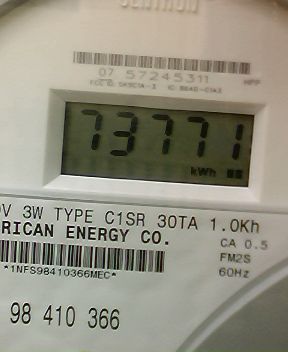 CENTRON
07 57245311
73771
kWh
3W TYPE C1SR 30TA 1.0Kh
RICAN ENERGY CO.
CA 0.5
FM2S
60Hz
*1NFS98410366MEC*
98 410 366